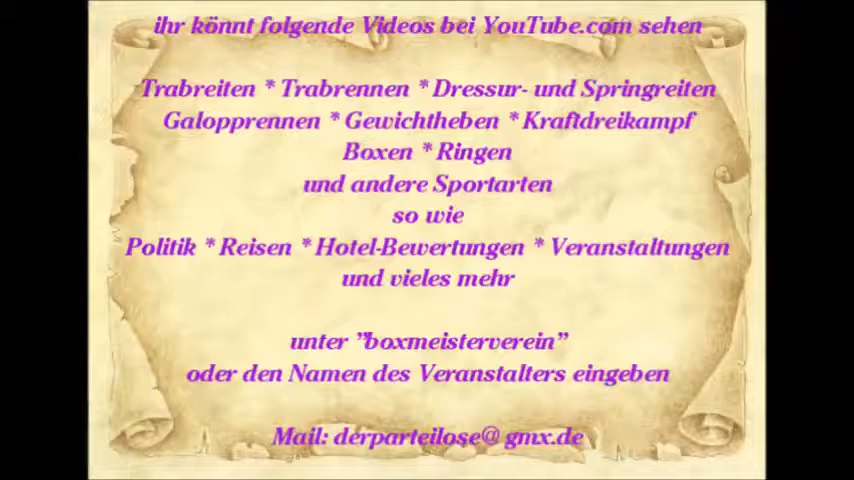 ihr könnt folgende Videos bei YouTube.com sehen
Trabreiten * Trabrennen * Dressur- und Springreiten
Galopprennen * Gewichtheben * Kraftdreikampf
Boxen * Ringen
und andere Sportarten
so wie
Politik * Reisen * Hotel-Bewertungen * Veranstaltungen
und vieles mehr
unter "boxmeisterverein"
oder den Namen des Veranstalters eingeben
Mail: derparteilose@gmx.de